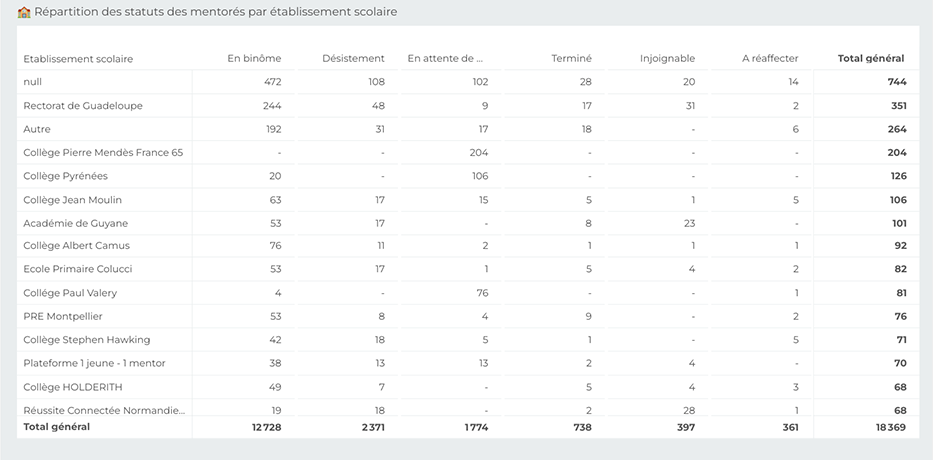 🏫 Répartition des statuts des mentorés par établissement scolaire
Etablissement scolaire En binôme Désistement En attente de ... Terminé Injoignable A réaffecter Total général
null 472 108 102 28 20 14 744
Rectorat de Guadeloupe 244 48 9 17 31 2 351
Autre 192 31 17 18 - 6 264
Collège Pierre Mendès France 65 - - 204 - - - 204
Collège Pyrénées 20 - 106 - - - 126
Collège Jean Moulin 63 17 15 5 1 5 106
Académie de Guyane 53 17 - 8 23 - 101
Collège Albert Camus 76 11 2 1 1 1 92
Ecole Primaire Colucci 53 17 1 5 4 2 82
Collége Paul Valery 4 - 76 - - 1 81
PRE Montpellier 53 8 4 9 - 2 76
Collège Stephen Hawking 42 18 5 1 - 5 71
Plateforme 1 jeune - 1 mentor 38 13 13 2 4 - 70
Collège HOLDERITH 49 7 - 5 4 3 68
Réussite Connectée Normandie... 19 18 - 2 28 1 68
Total général 12 728 2 371 1 774 738 397 361 18 369